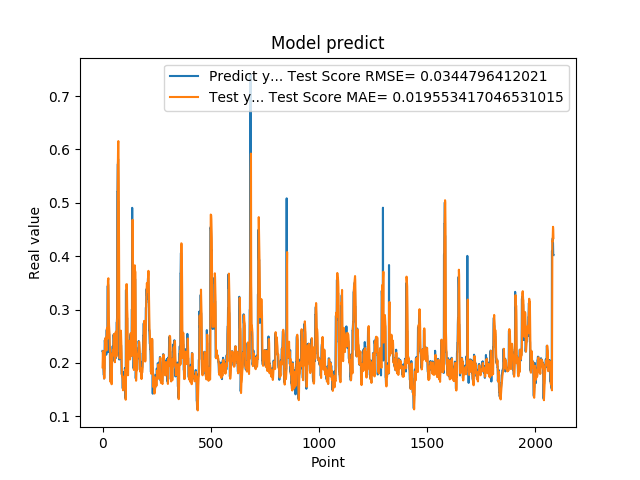 Model predict
Predict y... Test Score RMSE= 0.0344796412021
Test y... Test Score MAE= 0.019553417046531015
0.7
0.6
0.5
0.4
0.3
0.2
0.1
Real value
0
500
1000
1500
2000
Point